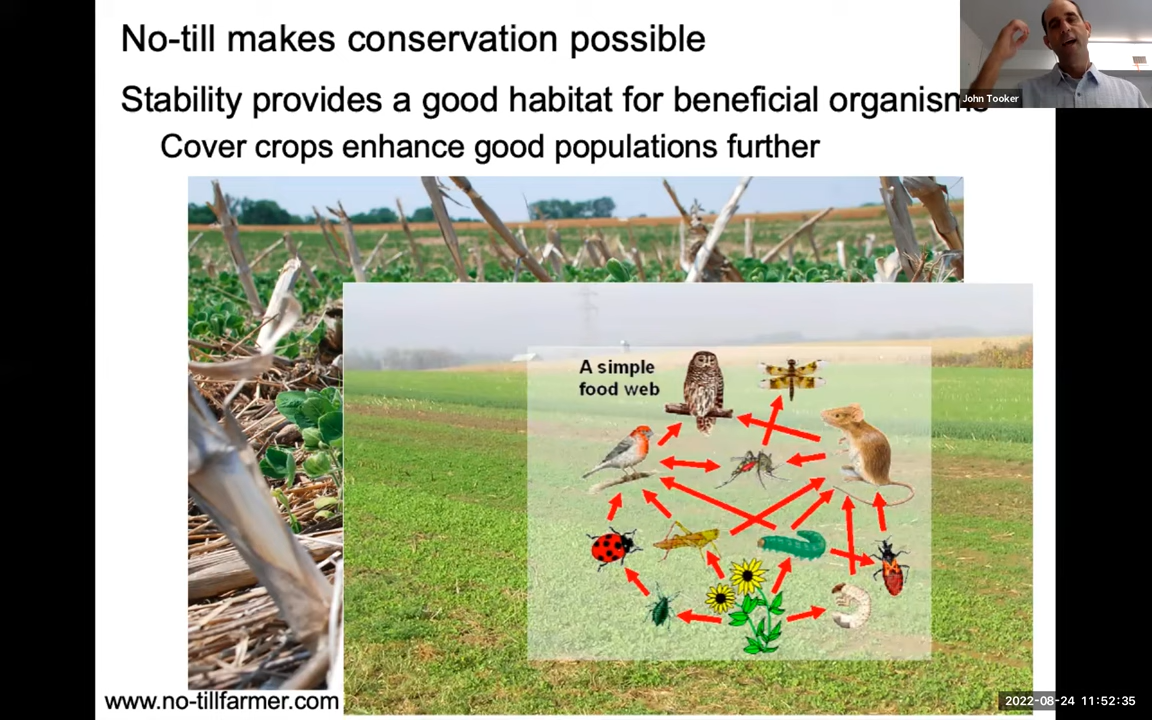 No-till makes conservation possible
Stability provides a good habitat for beneficial organisms
John Tooker
Cover crops enhance good populations further
A simple
food web
www.no-tillfarmer.com
2022-08-24 11:52:35